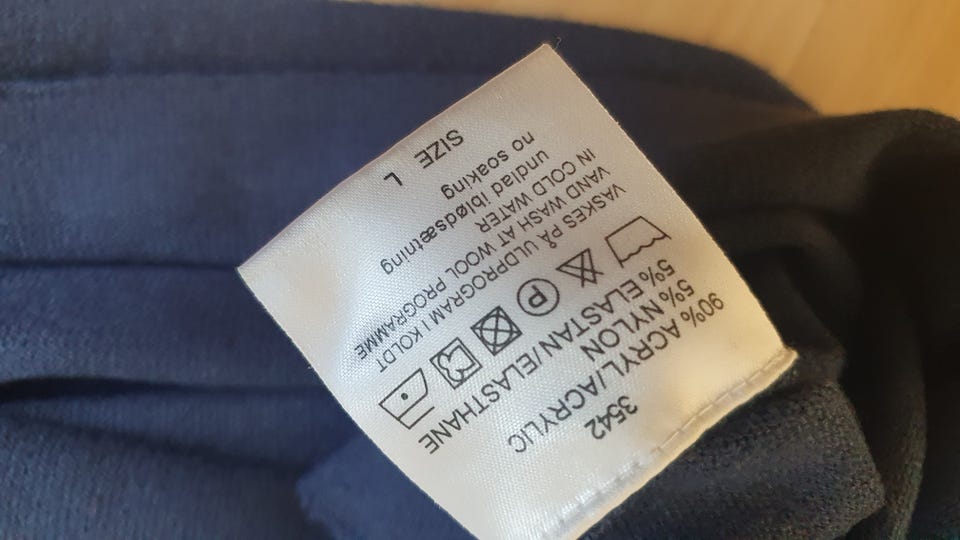 3542
90% ACRYL/ACRYLIC
5% NYLON
5% ELASTAN/ELASTHANE
P
VASKES PÅ ULDPROGRAM I KOLDT
VAND WASH AT WOOL PROGRAMME
IN COLD WATER
undlad iblødsætning
no soaking
SIZE L